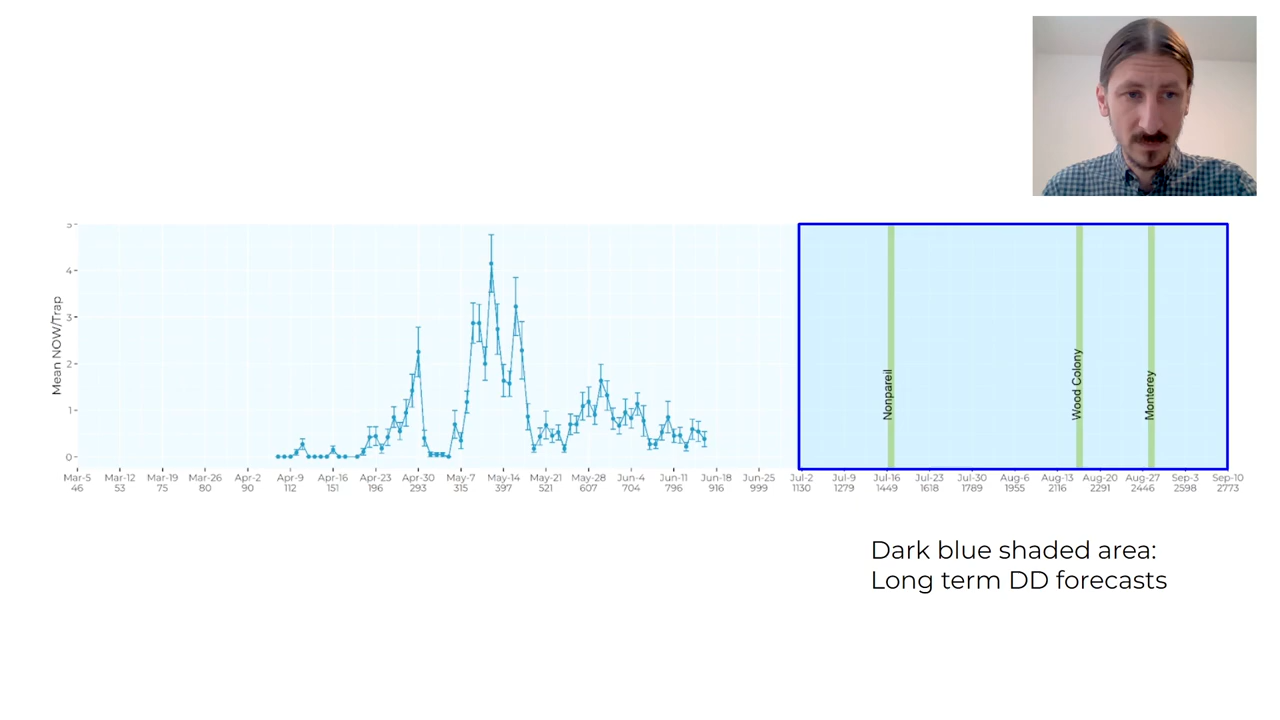 5
4
3
2
1
0
Mean NOW/Trap
Nonpareil
Wood Colony
Monterey
Mar-5 Mar-12 Mar-19 Mar-26 Apr-2 Apr-9 Apr-16 Apr-23 Apr-30 May-7 May-14 May-21 May-28 Jun-4 Jun-11 Jun-18 Jun-25 Jul-2 Jul-9 Jul-16 Jul-23 Jul-30 Aug-6 Aug-13 Aug-20 Aug-27 Sep-3 Sep-10
46 53 75 80 90 112 151 196 293 315 397 521 607 704 796 916 999 1130 1279 1449 1618 1789 1955 2116 2291 2446 2598 2773
Dark blue shaded area:
Long term DD forecasts